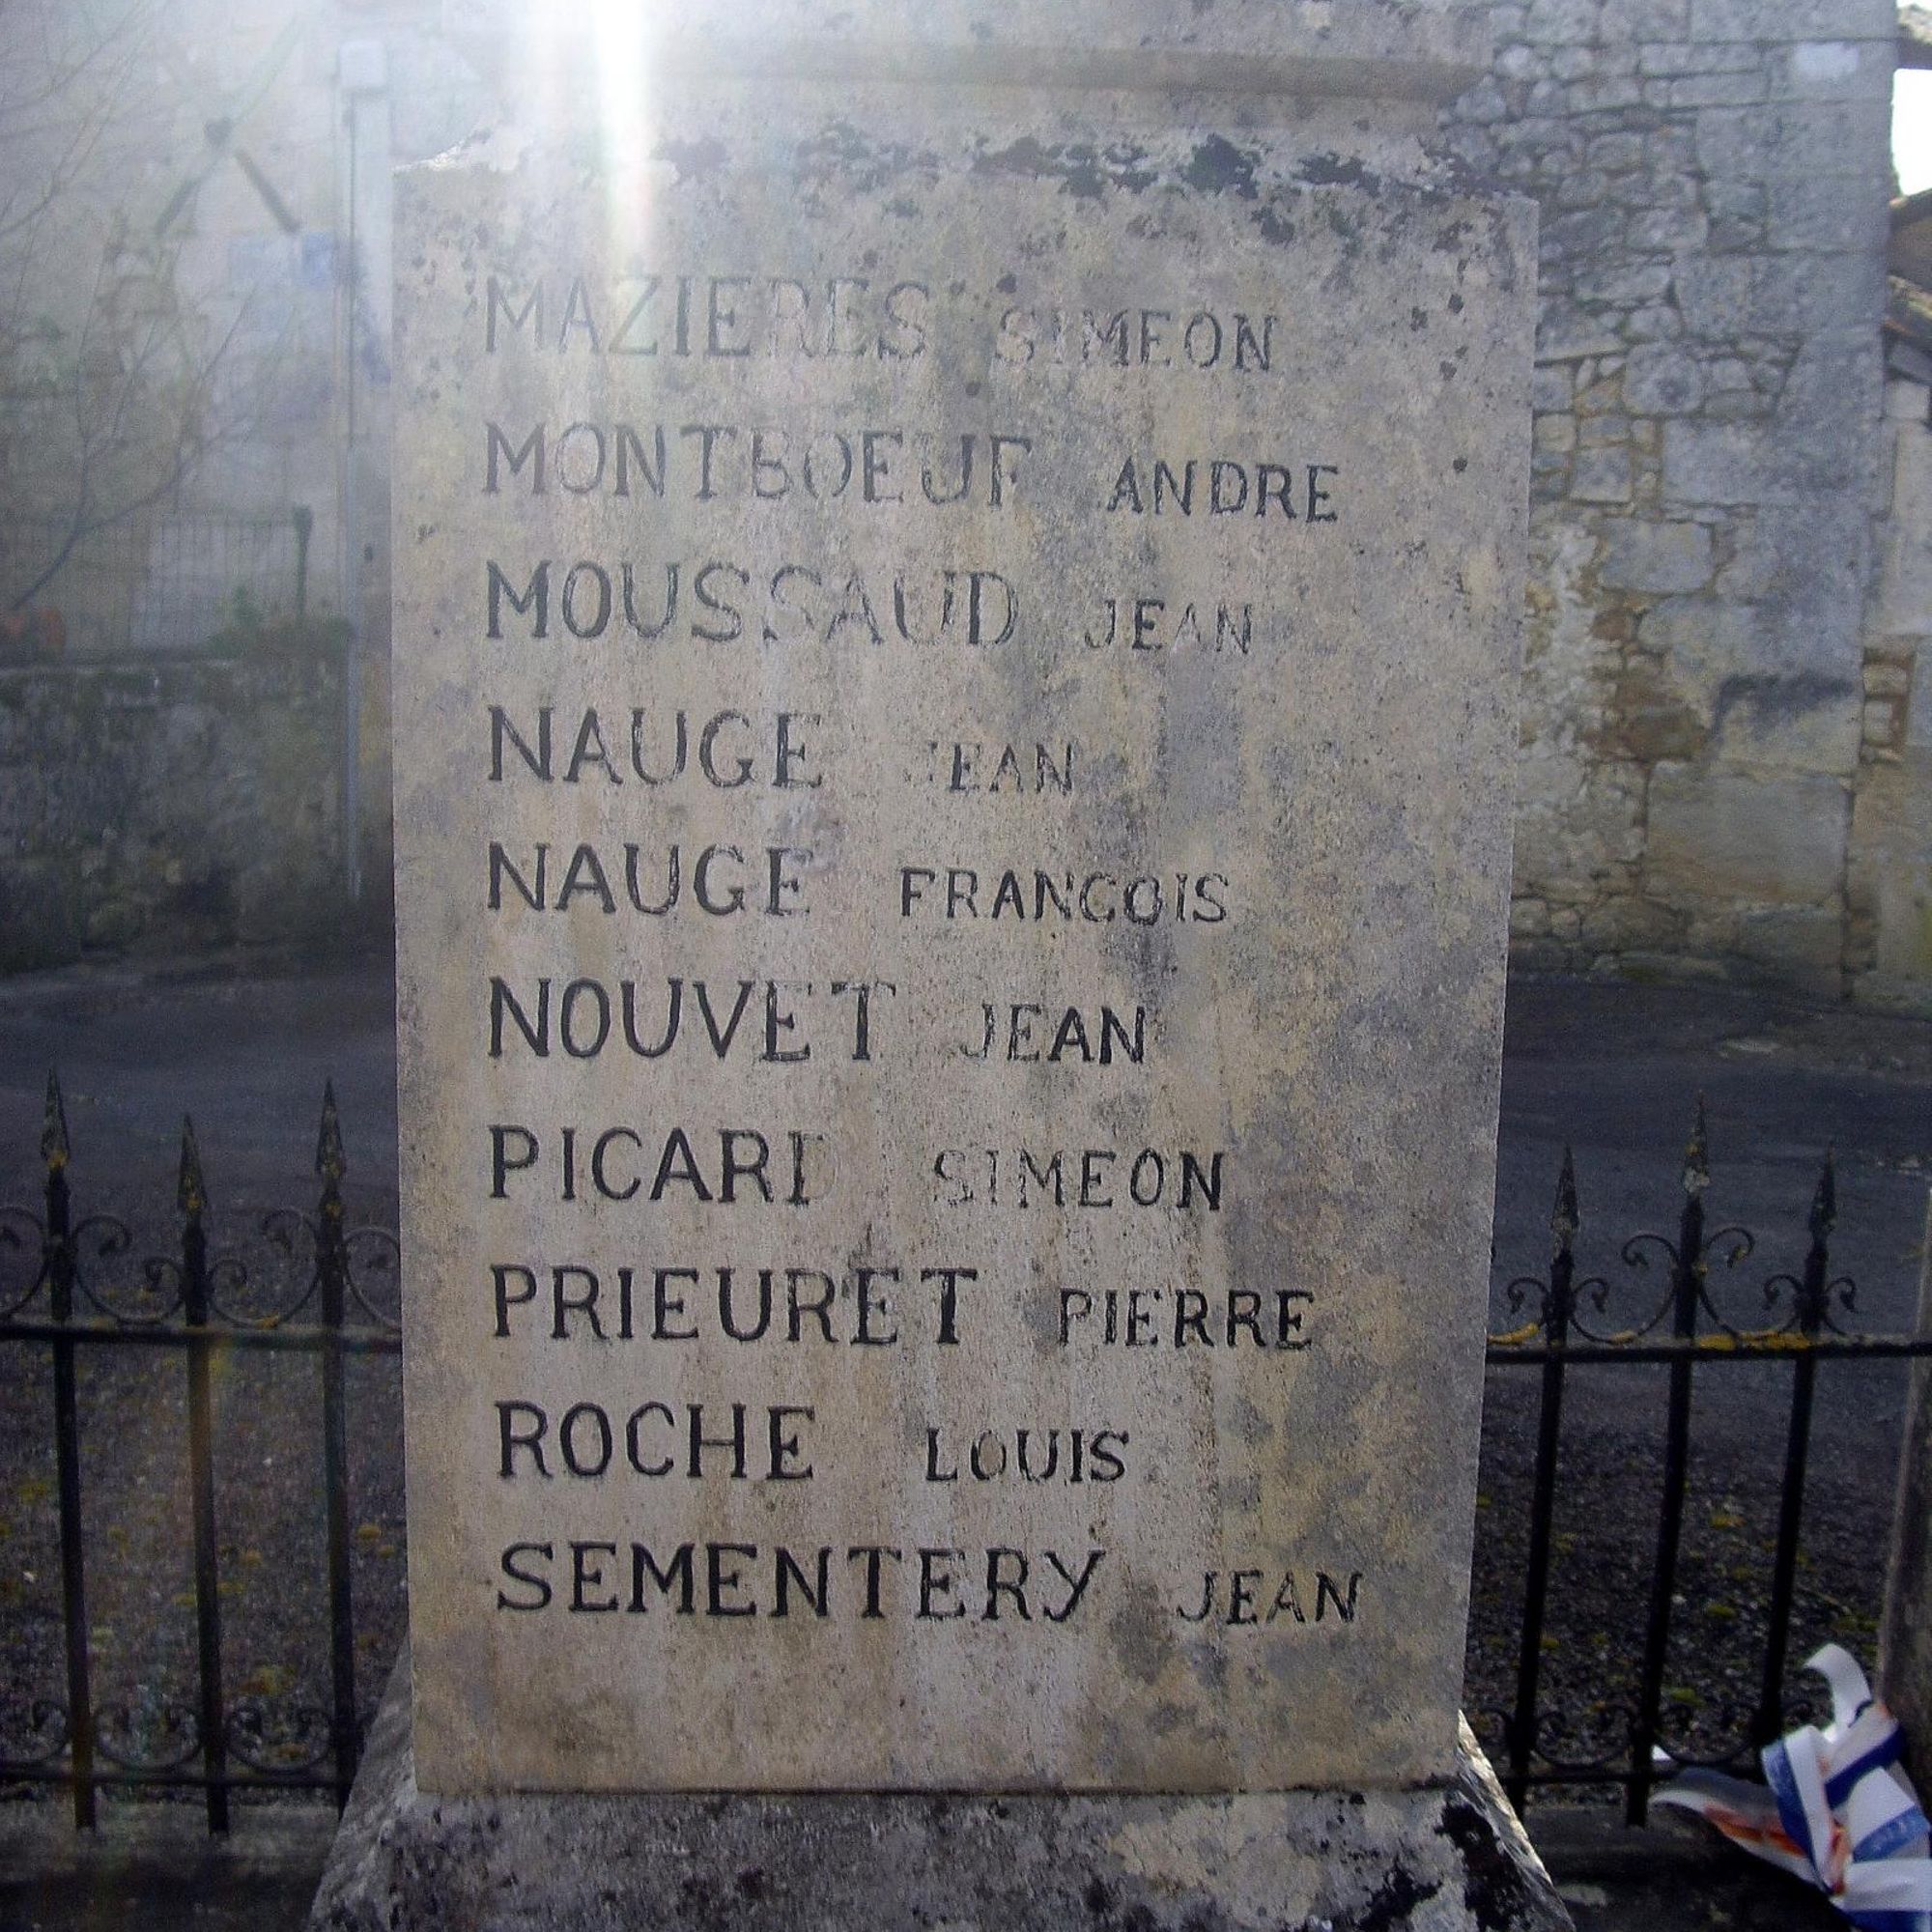 MAZIERES SIMEON
MONTBOEUF ANDRE
MOUSSAUD JEAN
NAUGE JEAN
NAUGE FRANCOIS
NOUVET JEAN
PICARD SIMEON
PRIEURET PIERRE
ROCHE LOUIS
SEMENTERY JEAN